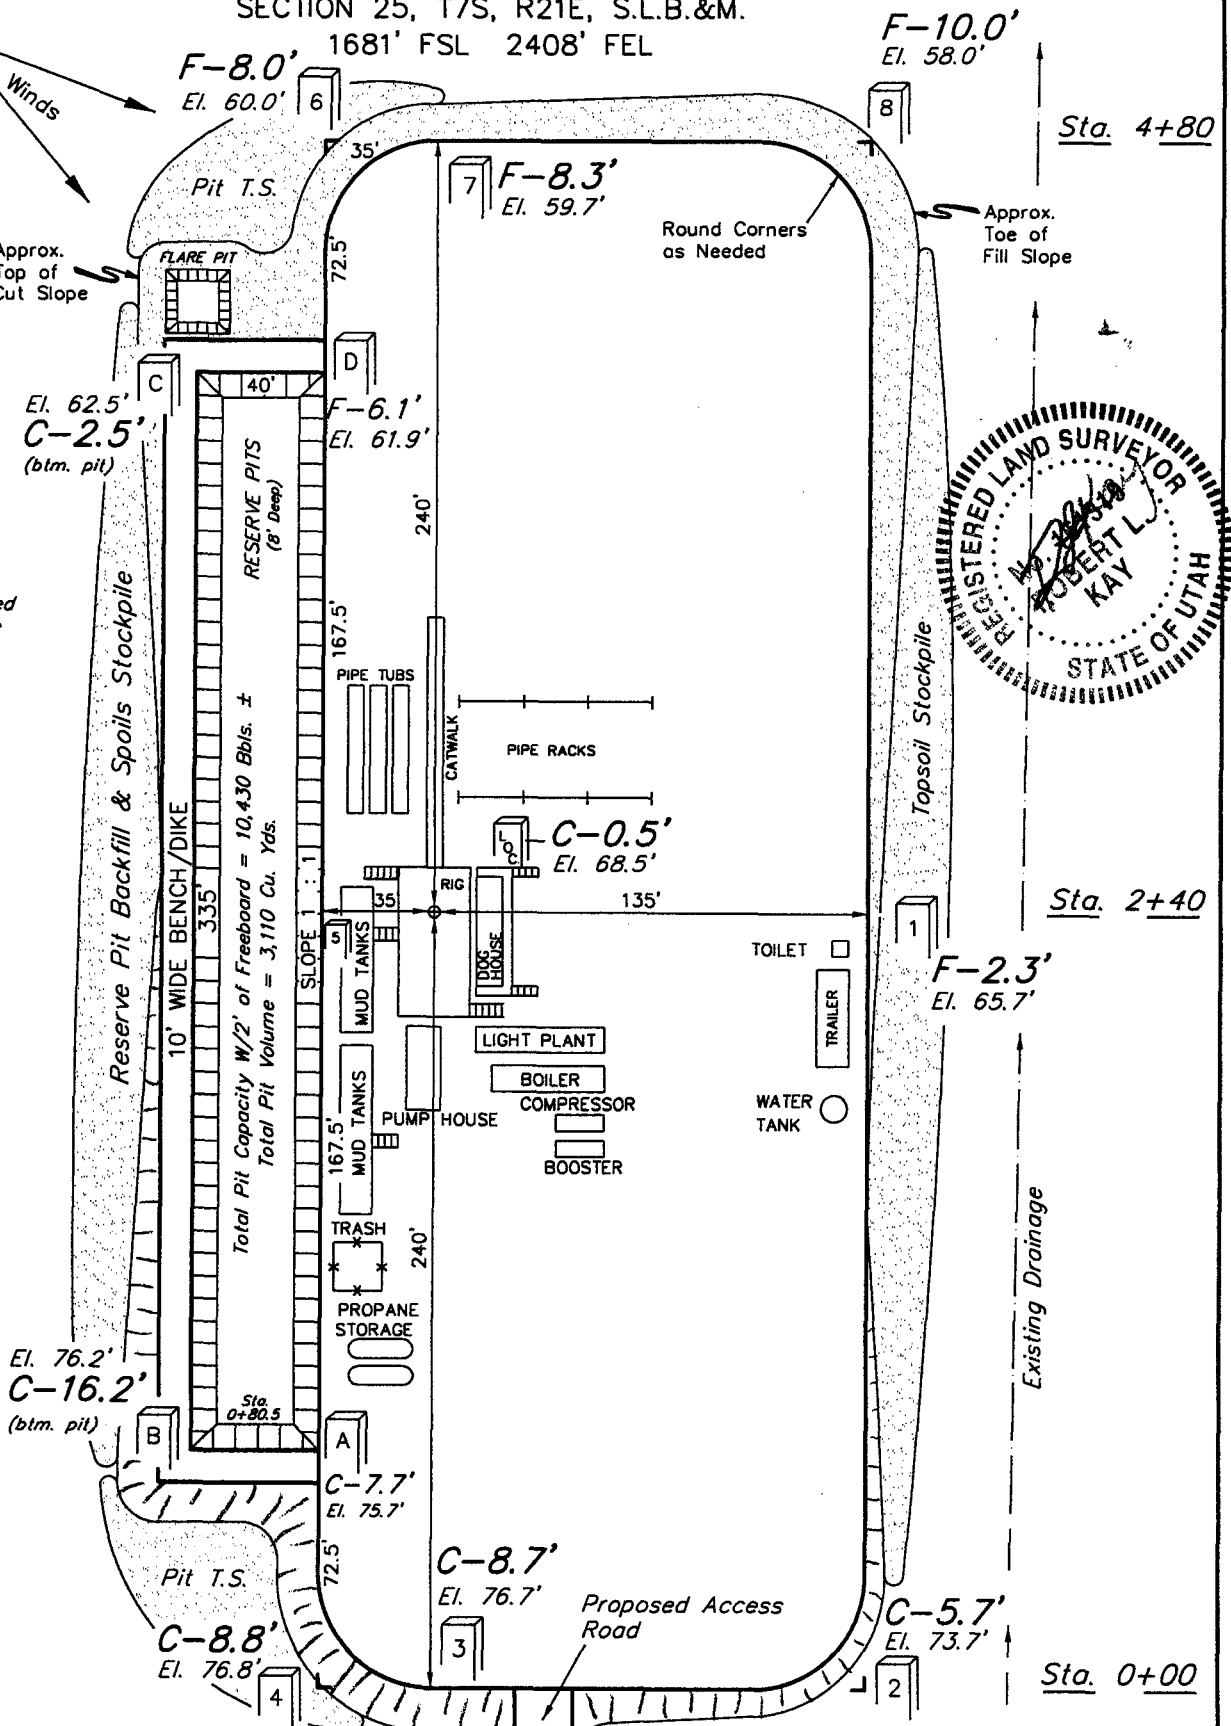 SECTION 25, T7S, R21E, S.L.B.&M.
1681' FSL 2408' FEL
F-10.0'
El. 58.0'
8
F-8.0'
El. 60.0'
6
Winds
Sta. 4+80
35'
7
F-8.3'
El. 59.7'
Pit T.S.
Round Corners
as Needed
Approx.
Toe of
Fill Slope
Approx.
Top of
Cut Slope
FLARE PIT
72.5'
C
D
El. 62.5'
C-2.5'
(btm. pit)
40'
F-6.1'
El. 61.9'
RESERVE PITS
(8' Deep)
240'
REGISTERED LAND SURVEYOR
ROBERT L.
KAY
STATE OF UTAH
Reserve Pit Backfill & Spoils Stockpile
167.5'
Topsoil Stockpile
PIPE TUBS
CATWALK
PIPE RACKS
10' WIDE BENCH/DIKE
335'
Total Pit Capacity W/2' of Freeboard = 10,430 Bbls. ±
Total Pit Volume = 3,110 Cu. Yds.
SLOPE 1 : 1
LOC.
C-0.5'
El. 68.5'
RIG
35
135'
Sta. 2+40
1
5
MUD TANKS
DOG HOUSE
TOILET
F-2.3'
El. 65.7'
TRAILER
LIGHT PLANT
BOILER
COMPRESSOR
WATER
TANK
PUMP HOUSE
167.5'
MUD TANKS
BOOSTER
TRASH
240'
Existing Drainage
PROPANE
STORAGE
El. 76.2'
C-16.2'
(btm. pit)
B
Sta.
0+80.5
A
C-7.7'
El. 75.7'
72.5'
Pit T.S.
C-8.7'
El. 76.7'
Proposed Access
Road
C-5.7'
El. 73.7'
C-8.8'
El. 76.8'
4
3
2
Sta. 0+00